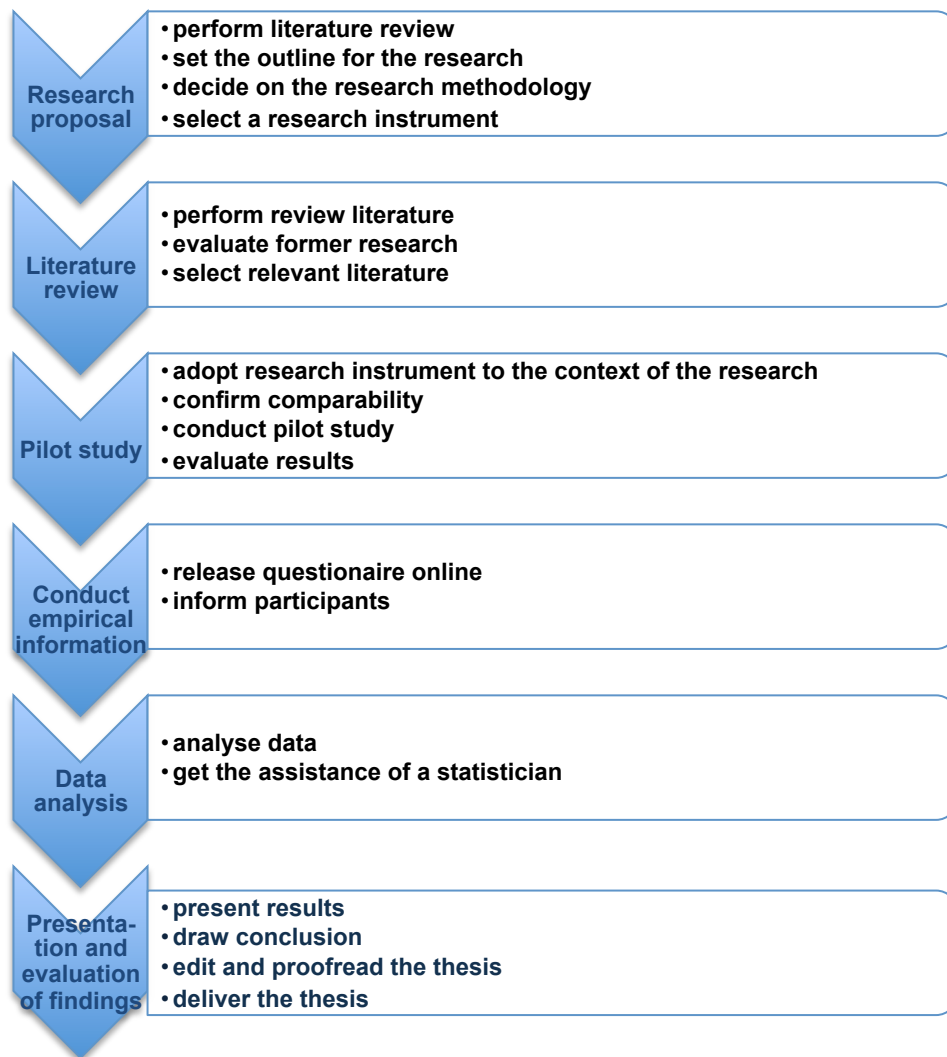 Research
proposal
• perform literature review
• set the outline for the research
• decide on the research methodology
• select a research instrument
Literature
review
• perform review literature
• evaluate former research
• select relevant literature
Pilot study
• adopt research instrument to the context of the research
• confirm comparability
• conduct pilot study
• evaluate results
Conduct
empirical
information
• release questionaire online
• inform participants
Data
analysis
• analyse data
• get the assistance of a statistician
Presenta-
tion and
evaluation
of findings
• present results
• draw conclusion
• edit and proofread the thesis
• deliver the thesis